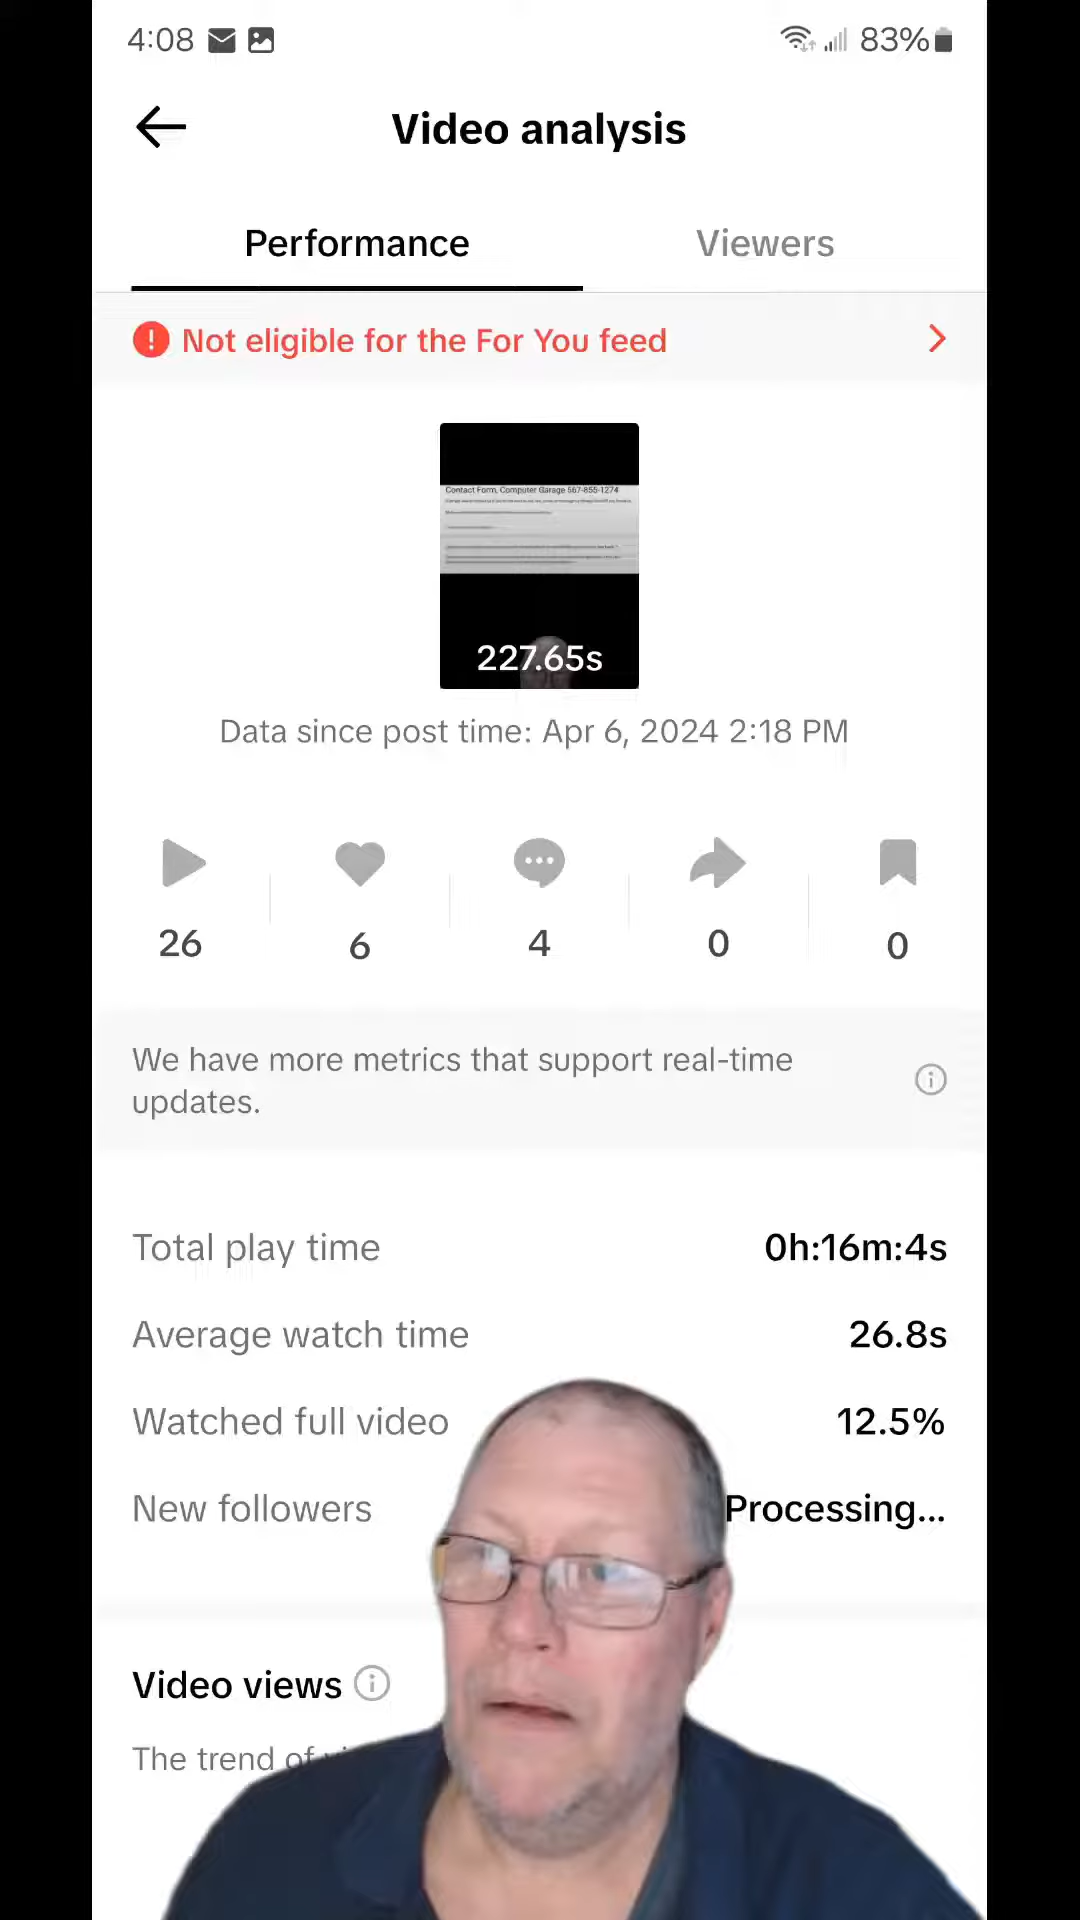 4:08
83%
Video analysis
Performance
Viewers
Not eligible for the For You feed
Contact Form, Computer Garage 567-855-1274
227.65s
Data since post time: Apr 6, 2024 2:18 PM
26
6
4
0
0
We have more metrics that support real-time
updates.
Total play time
0h:16m:4s
Average watch time
26.8s
Watched full video
12.5%
New followers
Processing...
Video views
The trend of